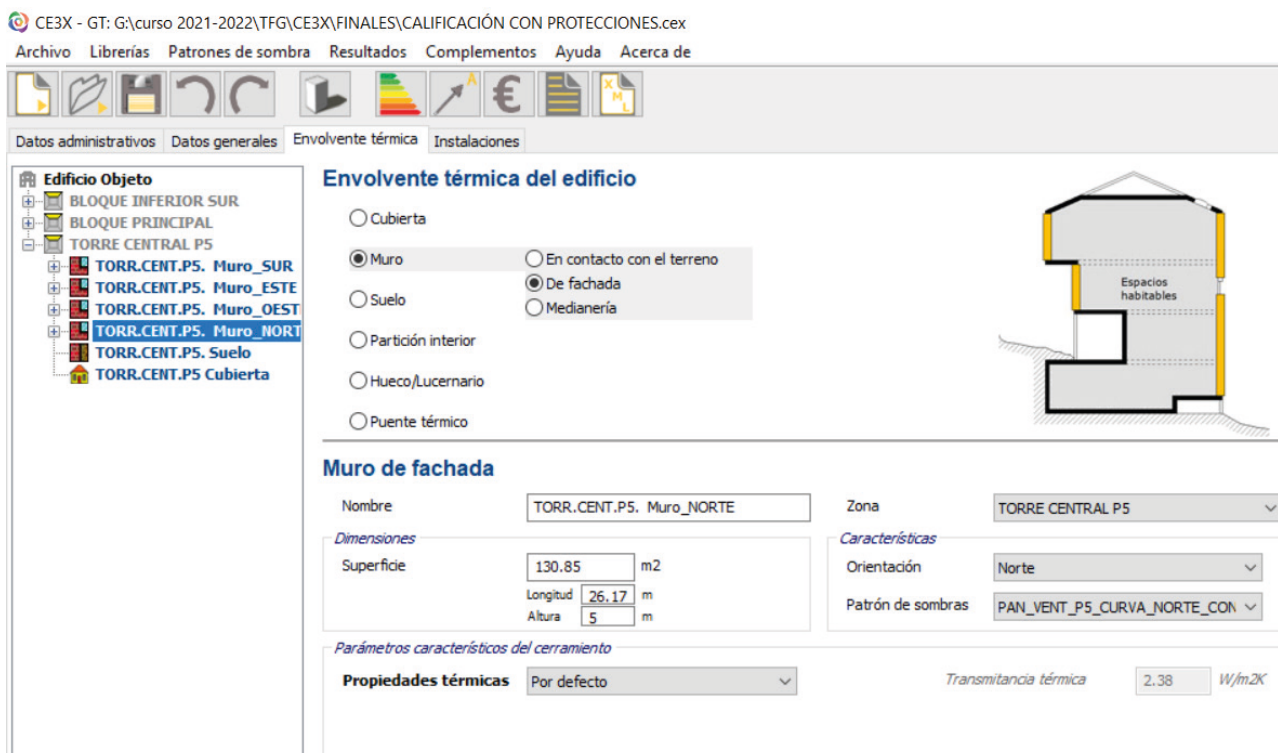 CE3X - GT: G:\curso 2021-2022\TFG\CE3X\FINALES\CALIFICACIÓN CON PROTECCIONES.cex
Archivo Librerías Patrones de sombra Resultados Complementos Ayuda Acerca de
A € X M L
Datos administrativos Datos generales Envolvente térmica Instalaciones
Edificio Objeto
BLOQUE INFERIOR SUR
BLOQUE PRINCIPAL
TORRE CENTRAL P5
TORR.CENT.P5. Muro_SUR
TORR.CENT.P5. Muro_ESTE
TORR.CENT.P5. Muro_OEST
TORR.CENT.P5. Muro_NORT
TORR.CENT.P5. Suelo
TORR.CENT.P5 Cubierta
Envolvente térmica del edificio
Cubierta
Muro En contacto con el terreno
De fachada
Suelo
Medianería
Partición interior
Hueco/Lucernario
Puente térmico
Espacios
habitables
Muro de fachada
Nombre TORR.CENT.P5. Muro_NORTE Zona TORRE CENTRAL P5
Dimensiones Características
Superficie 130.85 m2 Orientación Norte
Longitud 26.17 m
Altura 5 m
Patrón de sombras PAN_VENT_P5_CURVA_NORTE_CON
Parámetros característicos del cerramiento
Propiedades térmicas Por defecto Transmitancia térmica 2.38 W/m2K